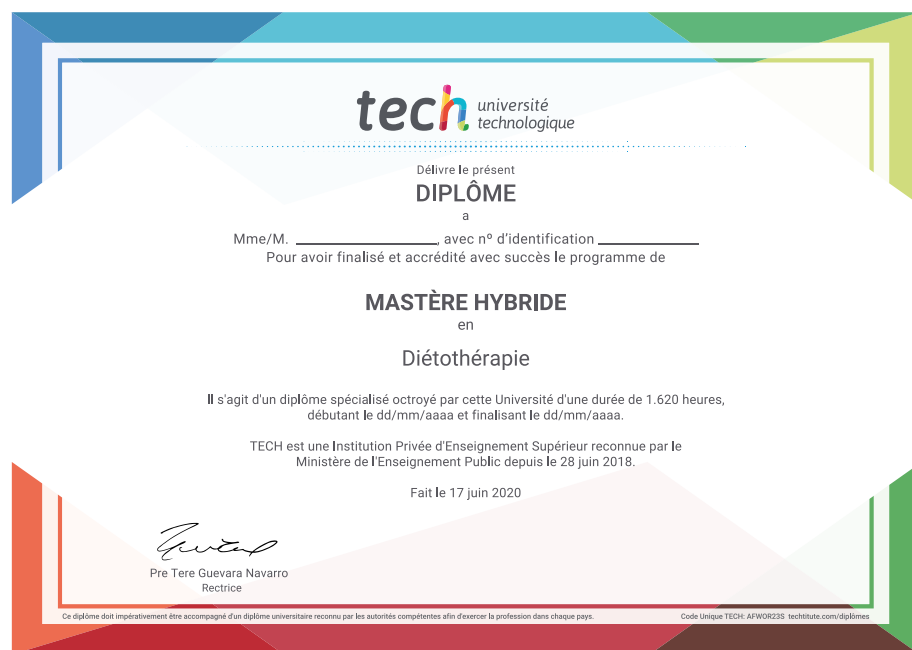 tech université
technologique
Délivre le présent
DIPLÔME
a
Mme/M. ____________________, avec nº d'identification ______________
Pour avoir finalisé et accrédité avec succès le programme de
MASTÈRE HYBRIDE
en
Diétothérapie
Il s'agit d'un diplôme spécialisé octroyé par cette Université d'une durée de 1.620 heures,
débutant le dd/mm/aaaa et finalisant le dd/mm/aaaa.
TECH est une Institution Privée d'Enseignement Supérieur reconnue par le
Ministère de l'Enseignement Public depuis le 28 juin 2018.
Fait le 17 juin 2020
Pre Tere Guevara Navarro
Rectrice
Ce diplôme doit impérativement être accompagné d'un diplôme universitaire reconnu par les autorités compétentes afin d'exercer la profession dans chaque pays.
Code Unique TECH: AFWOR23S techtitute.com/diplômes